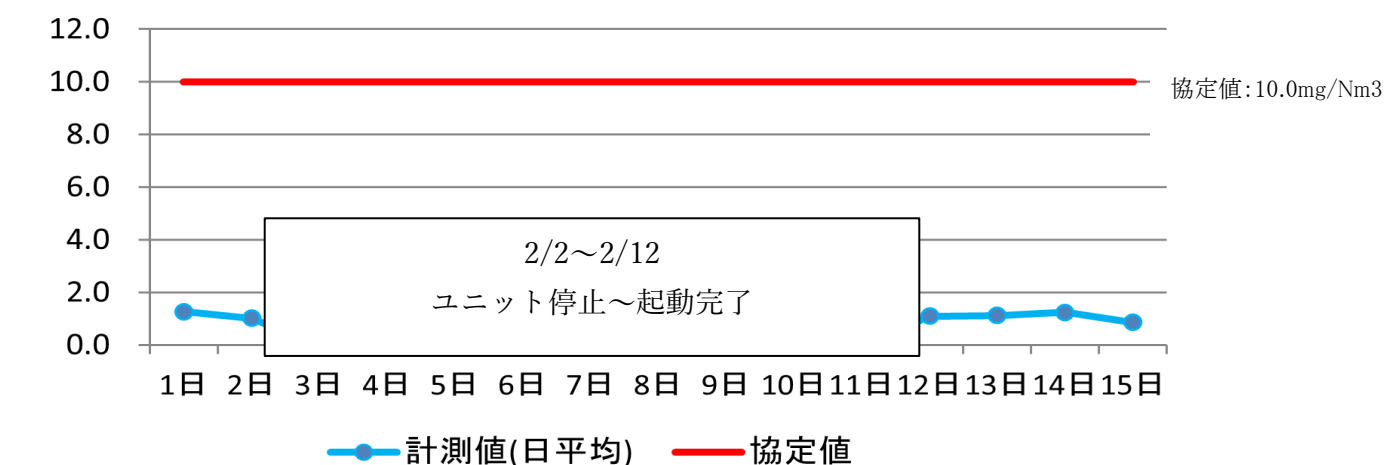 12.0
10.0
協定値:10.0mg/Nm3
8.0
6.0
4.0
2/2～2/12
2.0
ユニット停止～起動完了
0.0
1日 2日 3日 4日 5日 6日 7日 8日 9日 10日 11日 12日 13日 14日 15日
計測値(日平均) 協定値